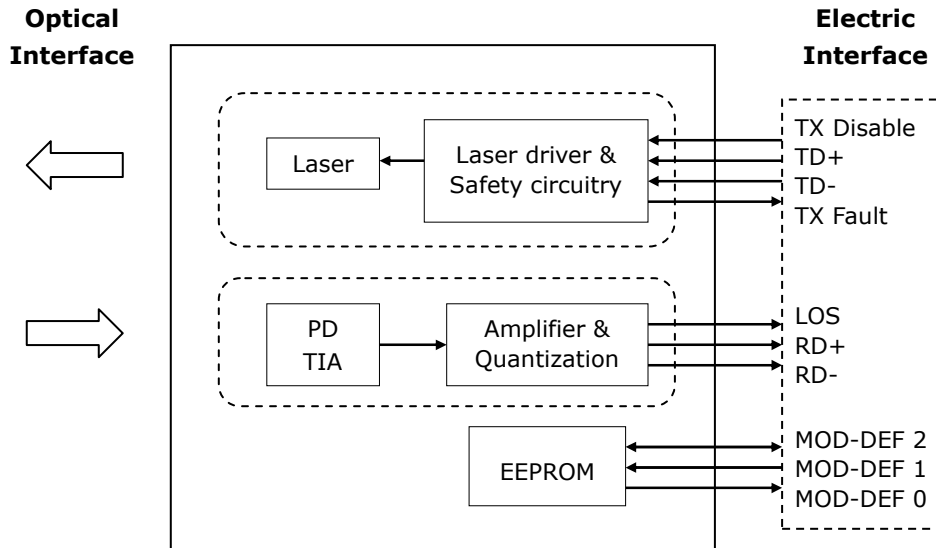 Optical
Interface
Electric
Interface
Laser
Laser driver &
Safety circuitry
TX Disable
TD+
TD-
TX Fault
PD
TIA
Amplifier &
Quantization
LOS
RD+
RD-
EEPROM
MOD-DEF 2
MOD-DEF 1
MOD-DEF 0